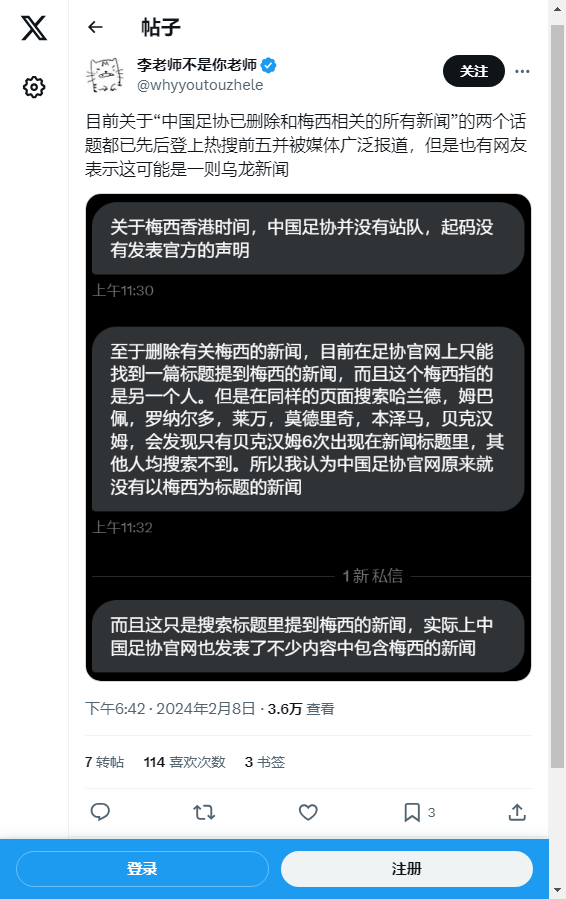 帖子
李老师不是你老师
@whyyoutouzhele
关注
目前关于“中国足协已删除和梅西相关的所有新闻”的两个话
题都已先后登上热搜前五并被媒体广泛报道，但是也有网友
表示这可能是一则乌龙新闻
关于梅西香港时间，中国足协并没有站队，起码没
有发表官方的声明
上午11:30
至于删除有关梅西的新闻，目前在足协官网上只能
找到一篇标题提到梅西的新闻，而且这个梅西指的
是另一个人。但是在同样的页面搜索哈兰德，姆巴
佩，罗纳尔多，莱万，莫德里奇，本泽马，贝克汉
姆，会发现只有贝克汉姆6次出现在新闻标题里，其
他人均搜索不到。所以我认为中国足协官网原来就
没有以梅西为标题的新闻
上午11:32
1 新 私信
而且这只是搜索标题里提到梅西的新闻，实际上中
国足协官网也发表了不少内容中包含梅西的新闻
下午6:42 · 2024年2月8日 · 3.6万 查看
7 转帖 114 喜欢次数 3 书签
3
登录 注册